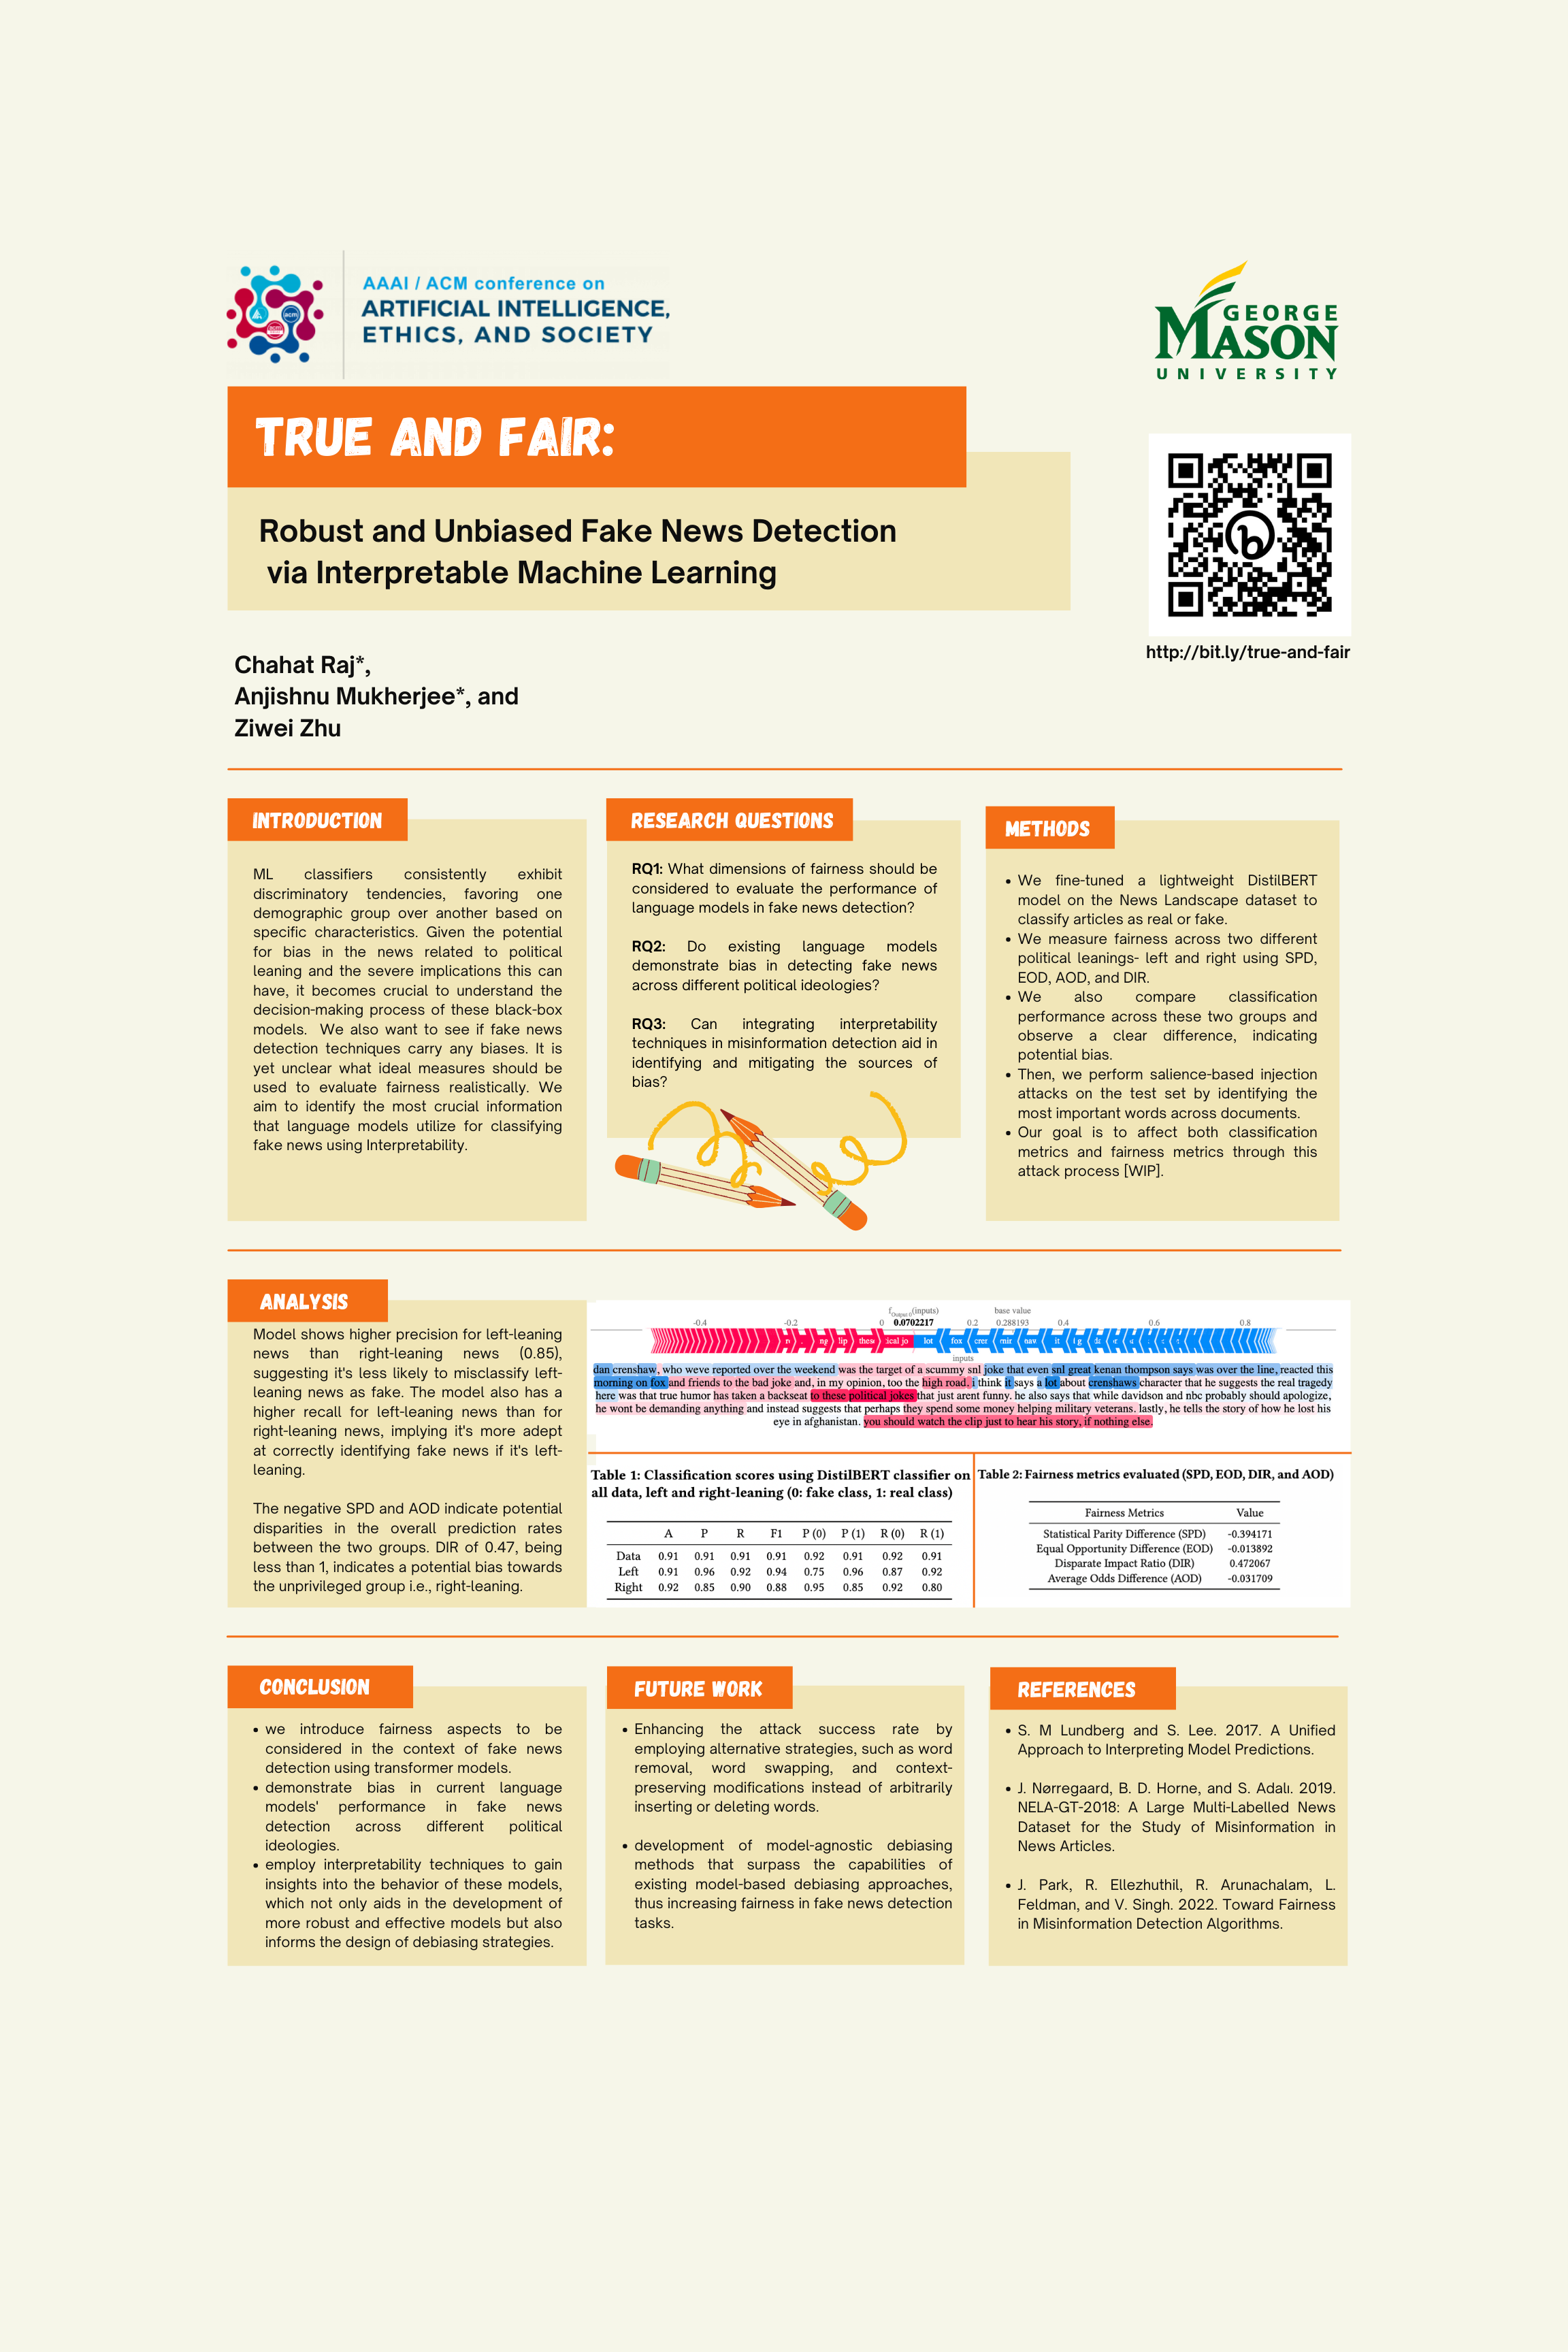 AAAI / ACM conference on
ARTIFICIAL INTELLIGENCE,
ETHICS, AND SOCIETY
GEORGE
MASON
UNIVERSITY
TRUE AND FAIR:
Robust and Unbiased Fake News Detection
via Interpretable Machine Learning
http://bit.ly/true-and-fair
Chahat Raj*,
Anjishnu Mukherjee*, and
Ziwei Zhu
INTRODUCTION
ML classifiers consistently exhibit
discriminatory tendencies, favoring one
demographic group over another based on
specific characteristics. Given the potential
for bias in the news related to political
leaning and the severe implications this can
have, it becomes crucial to understand the
decision-making process of these black-box
models. We also want to see if fake news
detection techniques carry any biases. It is
yet unclear what ideal measures should be
used to evaluate fairness realistically. We
aim to identify the most crucial information
that language models utilize for classifying
fake news using Interpretability.
RESEARCH QUESTIONS
RQ1: What dimensions of fairness should be
considered to evaluate the performance of
language models in fake news detection?
RQ2: Do existing language models
demonstrate bias in detecting fake news
across different political ideologies?
RQ3: Can integrating interpretability
techniques in misinformation detection aid in
identifying and mitigating the sources of
bias?
METHODS
• We fine-tuned a lightweight DistilBERT
model on the News Landscape dataset to
classify articles as real or fake.
• We measure fairness across two different
political leanings- left and right using SPD,
EOD, AOD, and DIR.
• We also compare classification
performance across these two groups and
observe a clear difference, indicating
potential bias.
• Then, we perform salience-based injection
attacks on the test set by identifying the
most important words across documents.
• Our goal is to affect both classification
metrics and fairness metrics through this
attack process [WIP].
ANALYSIS
Model shows higher precision for left-leaning
news than right-leaning news (0.85),
suggesting it's less likely to misclassify left-
leaning news as fake. The model also has a
higher recall for left-leaning news than for
right-leaning news, implying it's more adept
at correctly identifying fake news if it's left-
leaning.
The negative SPD and AOD indicate potential
disparities in the overall prediction rates
between the two groups. DIR of 0.47, being
less than 1, indicates a potential bias towards
the unprivileged group i.e., right-leaning.
f Output 0 (inputs) base value
-0.4 -0.2 0 0.0702217 0.2 0.288193 0.4 0.6 0.8
ng lip these ical jo lot fox crer mir nav it
inputs
dan crenshaw, who weve reported over the weekend was the target of a scummy snl joke that even snl great kenan thompson says was over the line, reacted this
morning on fox and friends to the bad joke and, in my opinion, too the high road. i think it says a lot about crenshaws character that he suggests the real tragedy
here was that true humor has taken a backseat to these political jokes that just arent funny. he also says that while davidson and nbc probably should apologize,
he wont be demanding anything and instead suggests that perhaps they spend some money helping military veterans. lastly, he tells the story of how he lost his
eye in afghanistan. you should watch the clip just to hear his story, if nothing else.
Table 1: Classification scores using DistilBERT classifier on
all data, left and right-leaning (0: fake class, 1: real class)
A P R F1 P (0) P (1) R (0) R (1)
Data 0.91 0.91 0.91 0.91 0.92 0.91 0.92 0.91
Left 0.91 0.96 0.92 0.94 0.75 0.96 0.87 0.92
Right 0.92 0.85 0.90 0.88 0.95 0.85 0.92 0.80
Table 2: Fairness metrics evaluated (SPD, EOD, DIR, and AOD)
Fairness Metrics Value
Statistical Parity Difference (SPD) -0.394171
Equal Opportunity Difference (EOD) -0.013892
Disparate Impact Ratio (DIR) 0.472067
Average Odds Difference (AOD) -0.031709
CONCLUSION
• we introduce fairness aspects to be
considered in the context of fake news
detection using transformer models.
• demonstrate bias in current language
models' performance in fake news
detection across different political
ideologies.
• employ interpretability techniques to gain
insights into the behavior of these models,
which not only aids in the development of
more robust and effective models but also
informs the design of debiasing strategies.
FUTURE WORK
• Enhancing the attack success rate by
employing alternative strategies, such as word
removal, word swapping, and context-
preserving modifications instead of arbitrarily
inserting or deleting words.
• development of model-agnostic debiasing
methods that surpass the capabilities of
existing model-based debiasing approaches,
thus increasing fairness in fake news detection
tasks.
REFERENCES
• S. M Lundberg and S. Lee. 2017. A Unified
Approach to Interpreting Model Predictions.
• J. Nørregaard, B. D. Horne, and S. Adalı. 2019.
NELA-GT-2018: A Large Multi-Labelled News
Dataset for the Study of Misinformation in
News Articles.
• J. Park, R. Ellezhuthil, R. Arunachalam, L.
Feldman, and V. Singh. 2022. Toward Fairness
in Misinformation Detection Algorithms.